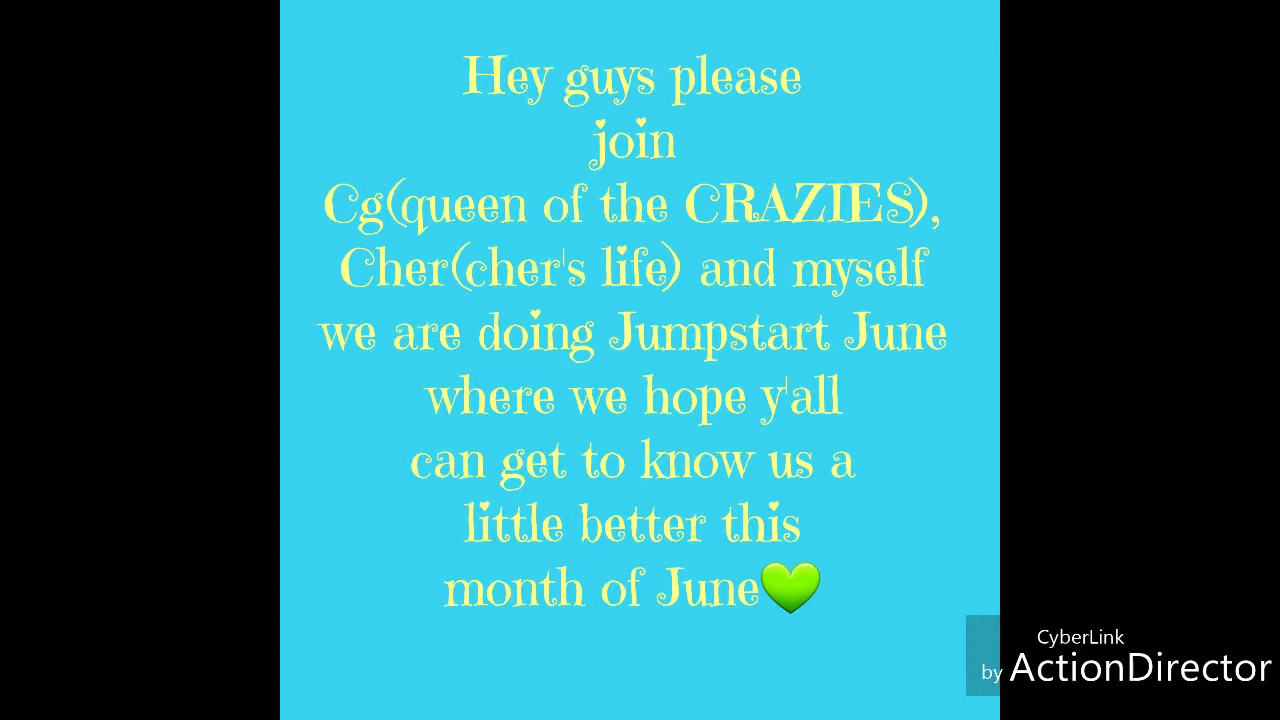 Hey guys please
join
Cg(queen of the CRAZIES),
Cher(cher's life) and myself
we are doing Jumpstart June
where we hope y'all
can get to know us a
little better this
month of June💚
CyberLink
by ActionDirector